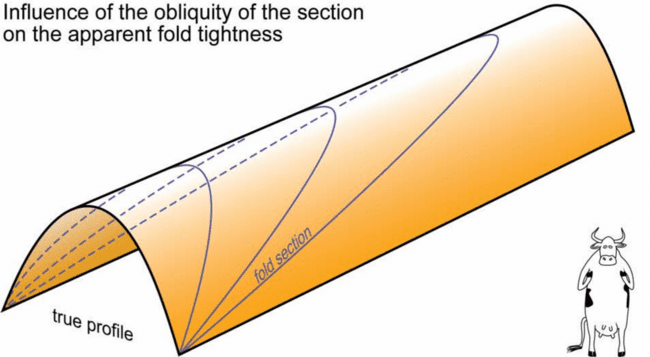 Influence of the obliquity of the section
on the apparent fold tightness
fold section
true profile